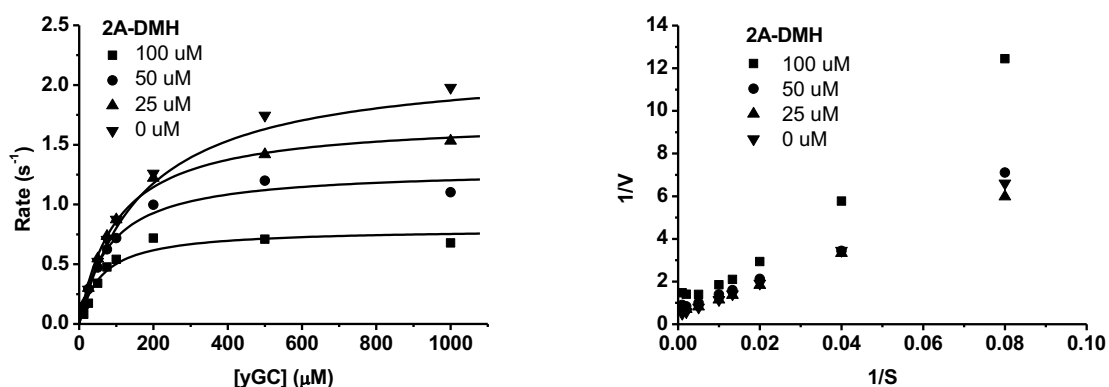 2A-DMH
100 uM
50 uM
25 uM
0 uM
2.5
2.0
1.5
1.0
0.5
0.0
Rate (s⁻¹)
0 200 400 600 800 1000
[yGC] (μM)
2A-DMH
100 uM
50 uM
25 uM
0 uM
14
12
10
8
6
4
2
0
1/V
0.00 0.02 0.04 0.06 0.08 0.10
1/S